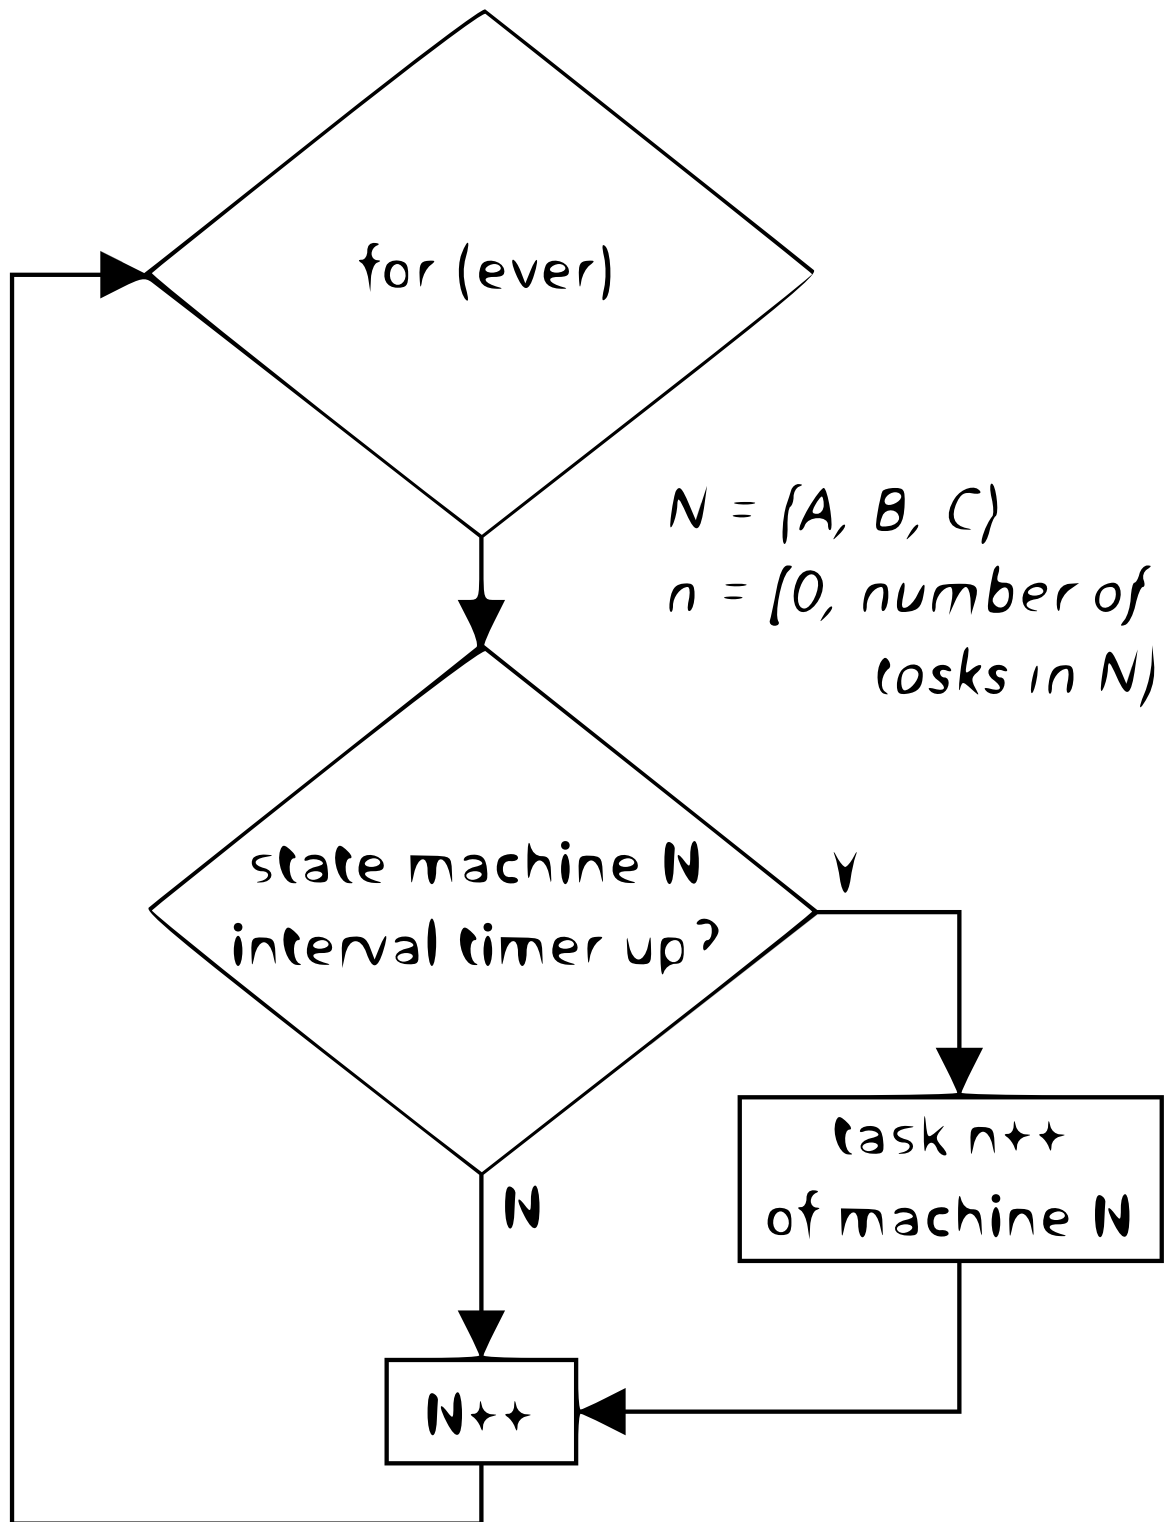 for (ever)
N = {A, B, C}
n = [0, number of
tasks in N)
state machine N
interval timer up?
Y
task n++
of machine N
N
N++